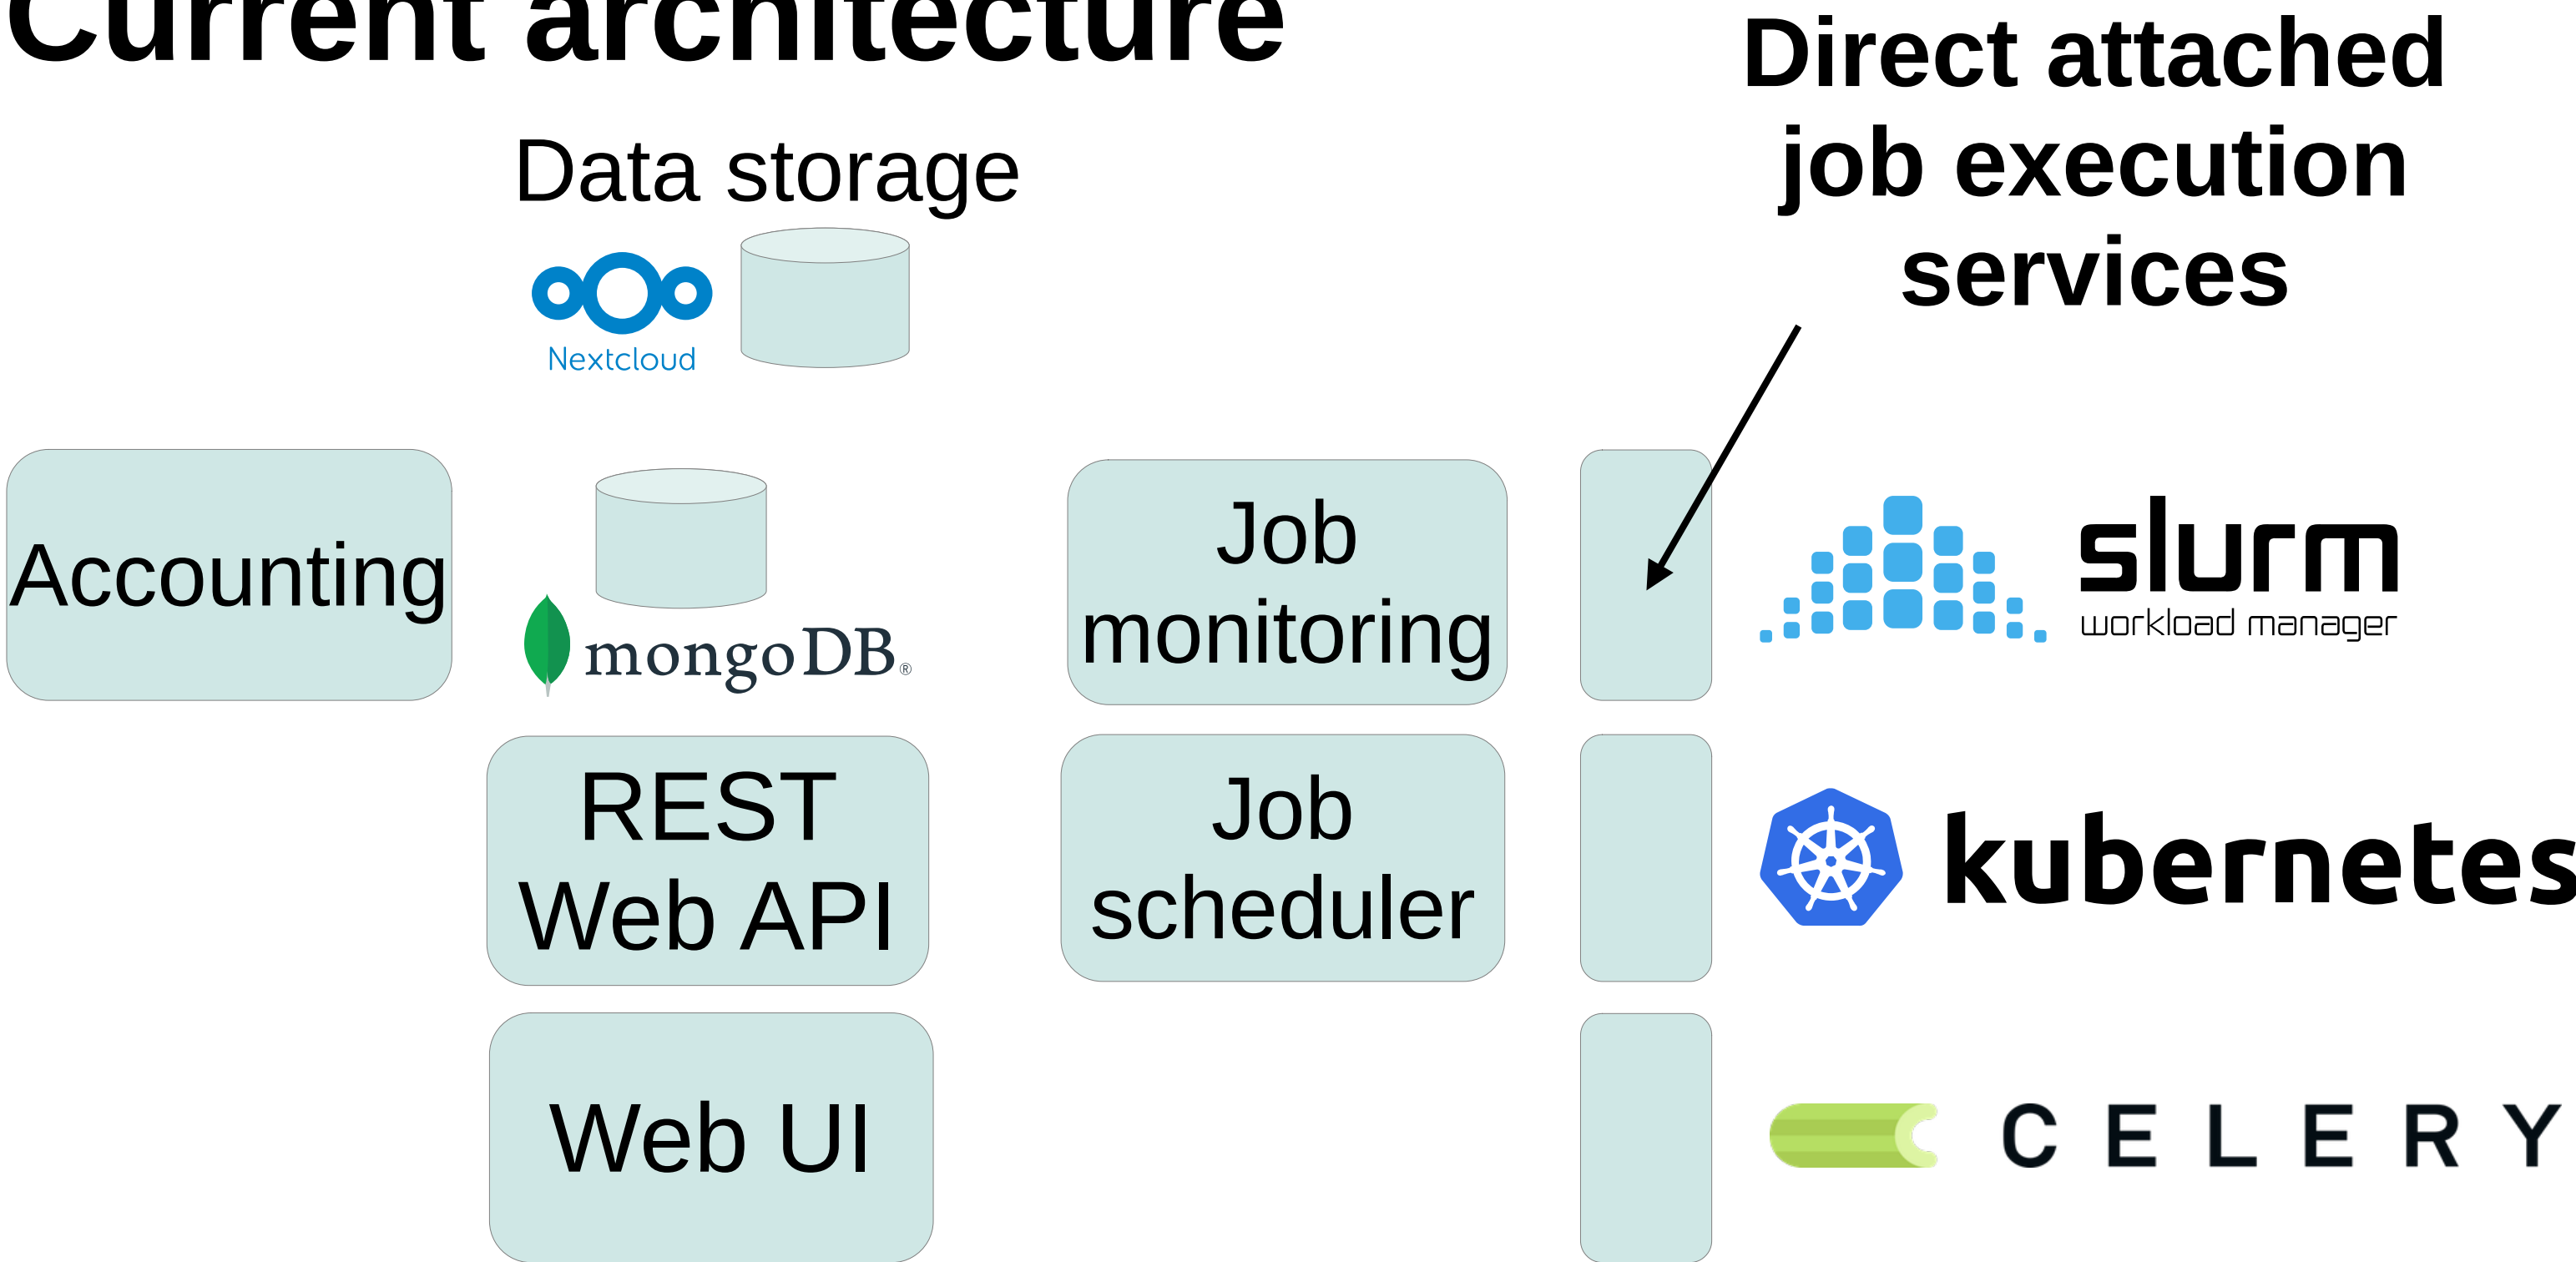 Current architecture
Direct attached
job execution
services
Data storage
Nextcloud
Accounting
mongoDB®
Job
monitoring
slurm
workload manager
REST
Web API
Job
scheduler
kubernetes
Web UI
CELERY